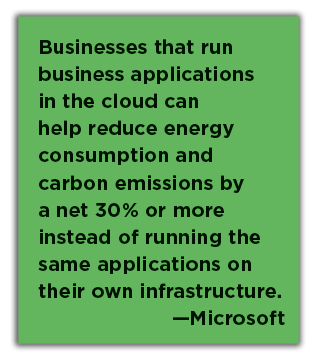 Businesses that run
business applications
in the cloud can
help reduce energy
consumption and
carbon emissions by
a net 30% or more
instead of running the
same applications on
their own infrastructure.
—Microsoft